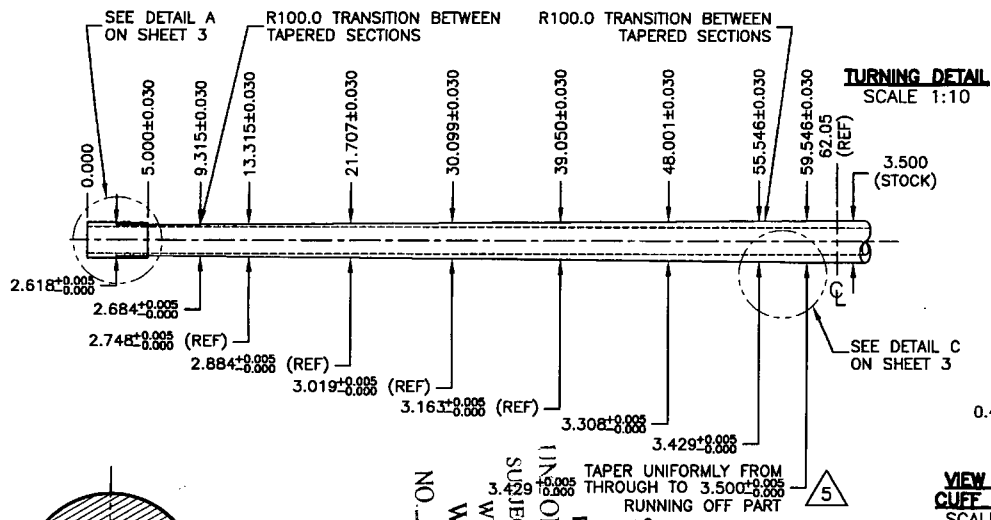 SEE DETAIL A
ON SHEET 3
R100.0 TRANSITION BETWEEN
TAPERED SECTIONS
R100.0 TRANSITION BETWEEN
TAPERED SECTIONS
TURNING DETAIL
SCALE 1:10
0.000
5.000±0.030
9.315±0.030
13.315±0.030
21.707±0.030
30.099±0.030
39.050±0.030
48.001±0.030
55.546±0.030
59.546±0.030
62.05
(REF)
3.500
(STOCK)
2.618+0.005
-0.000
2.684+0.005
-0.000
2.748+0.005
-0.000 (REF)
2.884+0.005
-0.000 (REF)
3.019+0.005
-0.000 (REF)
3.163+0.005
-0.000 (REF)
3.308+0.005
-0.000
3.429+0.005
-0.000
℄
SEE DETAIL C
ON SHEET 3
0.4
TAPER UNIFORMLY FROM
3.429+0.005
-0.000 THROUGH TO 3.500+0.005
-0.000
RUNNING OFF PART
5
NO.
VIEW
CUFF